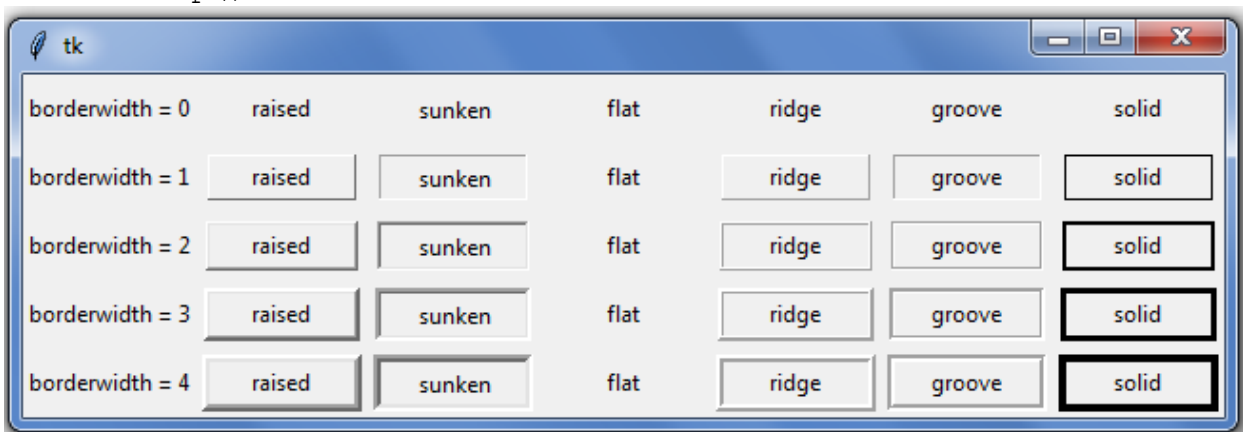 tk
borderwidth = 0 raised sunken flat ridge groove solid
borderwidth = 1 raised sunken flat ridge groove solid
borderwidth = 2 raised sunken flat ridge groove solid
borderwidth = 3 raised sunken flat ridge groove solid
borderwidth = 4 raised sunken flat ridge groove solid